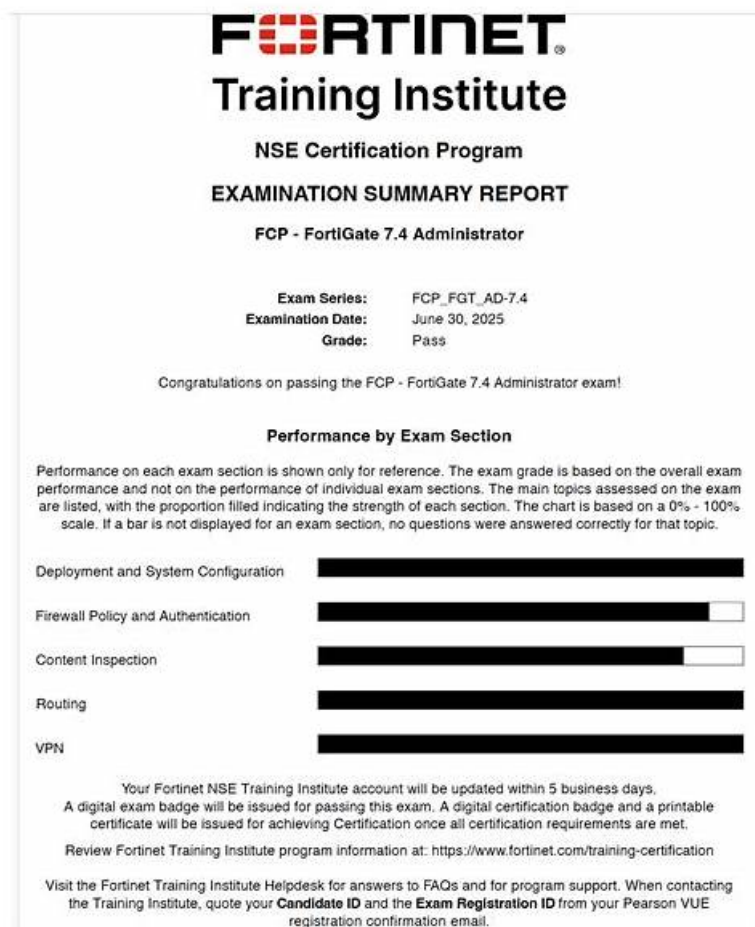 FORTINET®
Training Institute
NSE Certification Program
EXAMINATION SUMMARY REPORT
FCP - FortiGate 7.4 Administrator
Exam Series: FCP_FGT_AD-7.4
Examination Date: June 30, 2025
Grade: Pass
Congratulations on passing the FCP - FortiGate 7.4 Administrator exam!
Performance by Exam Section
Performance on each exam section is shown only for reference. The exam grade is based on the overall exam
performance and not on the performance of individual exam sections. The main topics assessed on the exam
are listed, with the proportion filled indicating the strength of each section. The chart is based on a 0% - 100%
scale. If a bar is not displayed for an exam section, no questions were answered correctly for that topic.
Deployment and System Configuration
Firewall Policy and Authentication
Content Inspection
Routing
VPN
Your Fortinet NSE Training Institute account will be updated within 5 business days.
A digital exam badge will be issued for passing this exam. A digital certification badge and a printable
certificate will be issued for achieving Certification once all certification requirements are met.
Review Fortinet Training Institute program information at: https://www.fortinet.com/training-certification
Visit the Fortinet Training Institute Helpdesk for answers to FAQs and for program support. When contacting
the Training Institute, quote your Candidate ID and the Exam Registration ID from your Pearson VUE
registration confirmation email.